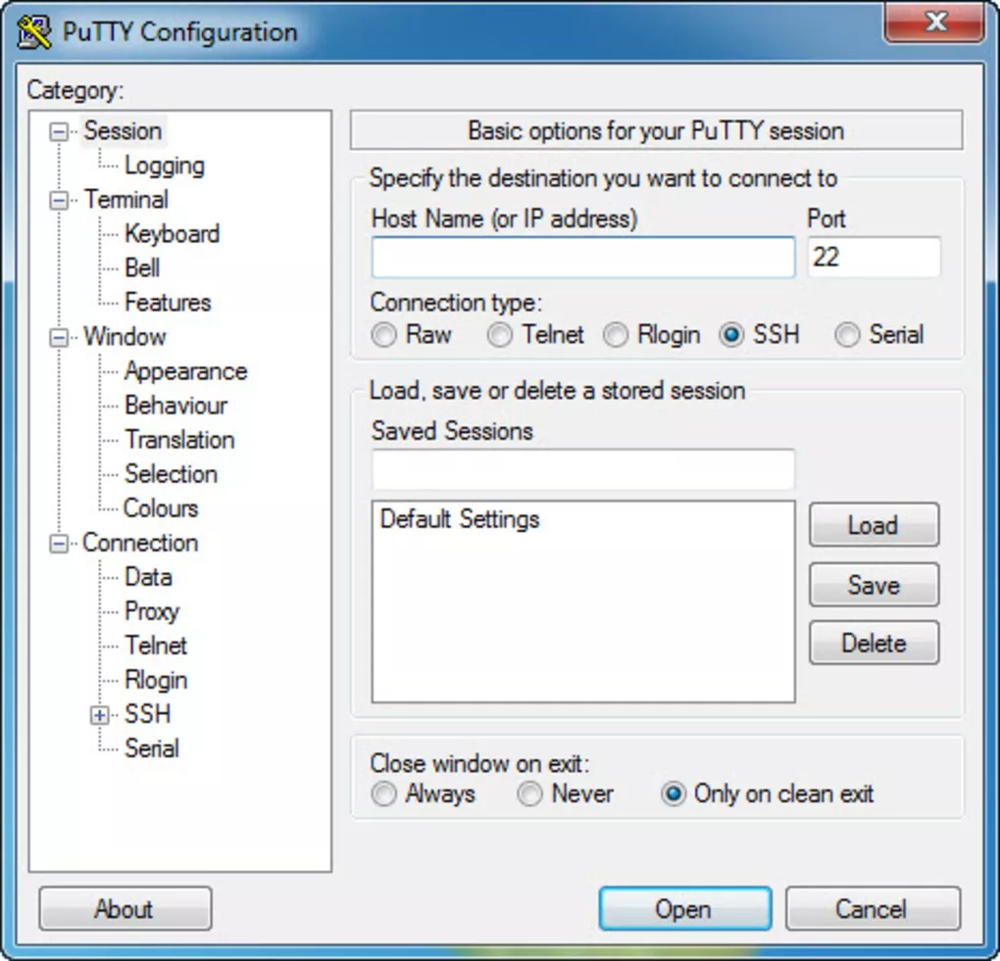 PuTTY Configuration
Category:
Session
Logging
Terminal
Keyboard
Bell
Features
Window
Appearance
Behaviour
Translation
Selection
Colours
Connection
Data
Proxy
Telnet
Rlogin
SSH
Serial
Basic options for your PuTTY session
Specify the destination you want to connect to
Host Name (or IP address) Port
22
Connection type:
Raw Telnet Rlogin SSH Serial
Load, save or delete a stored session
Saved Sessions
Default Settings
Load
Save
Delete
Close window on exit:
Always Never Only on clean exit
About Open Cancel